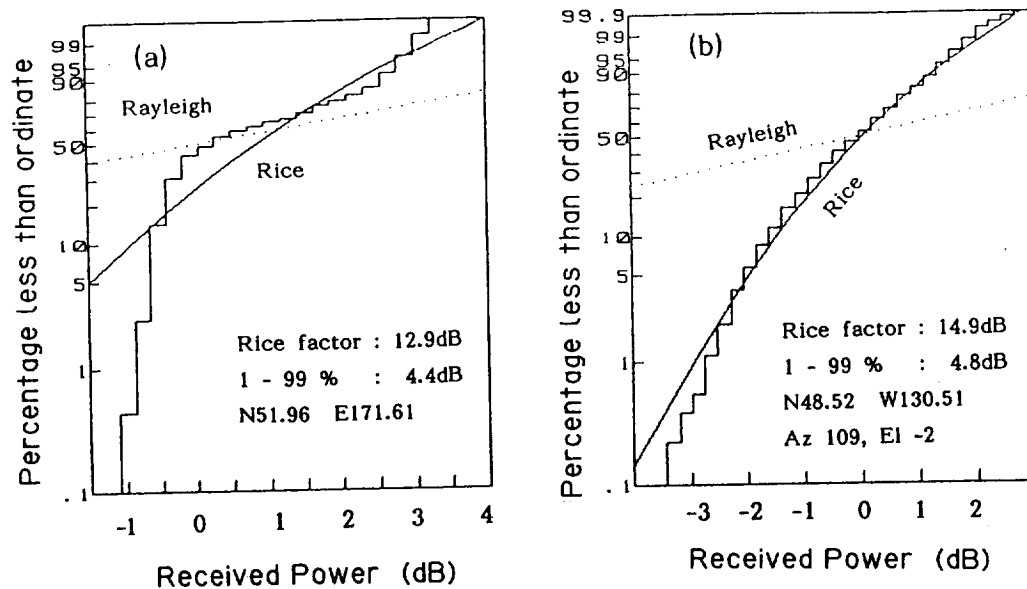 (a)
Percentage less than ordinate
99
95
90
50
10
5
1
.1
Rayleigh
Rice
Rice factor : 12.9dB
1 - 99 % : 4.4dB
N51.96 E171.61
-1 0 1 2 3 4
Received Power (dB)
(b)
Percentage less than ordinate
99.9
99
95
90
50
10
5
1
.1
Rayleigh
Rice
Rice factor : 14.9dB
1 - 99 % : 4.8dB
N48.52 W130.51
Az 109, El -2
-3 -2 -1 0 1 2
Received Power (dB)